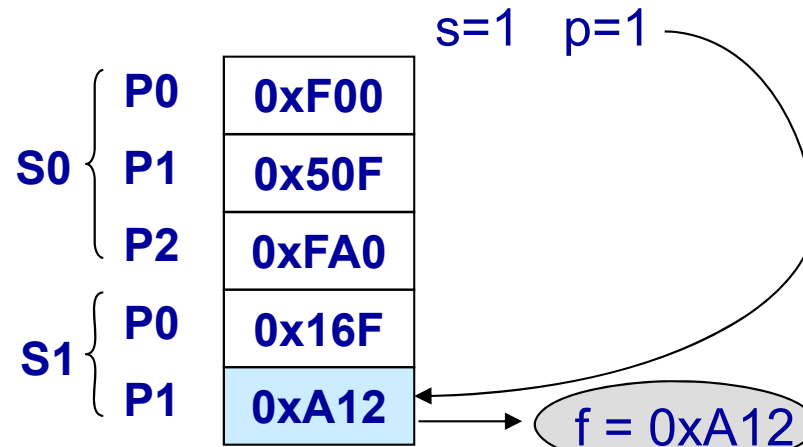 s=1 p=1
P0 0xF00
S0 P1 0x50F
P2 0xFA0
P0 0x16F
S1
P1 0xA12
f = 0xA12